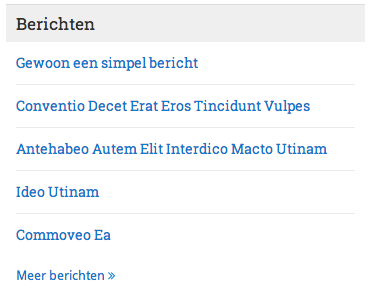 Berichten
Gewoon een simpel bericht
Conventio Decet Erat Eros Tincidunt Vulpes
Antehabeo Autem Elit Interdico Macto Utinam
Ideo Utinam
Commoveo Ea
Meer berichten »